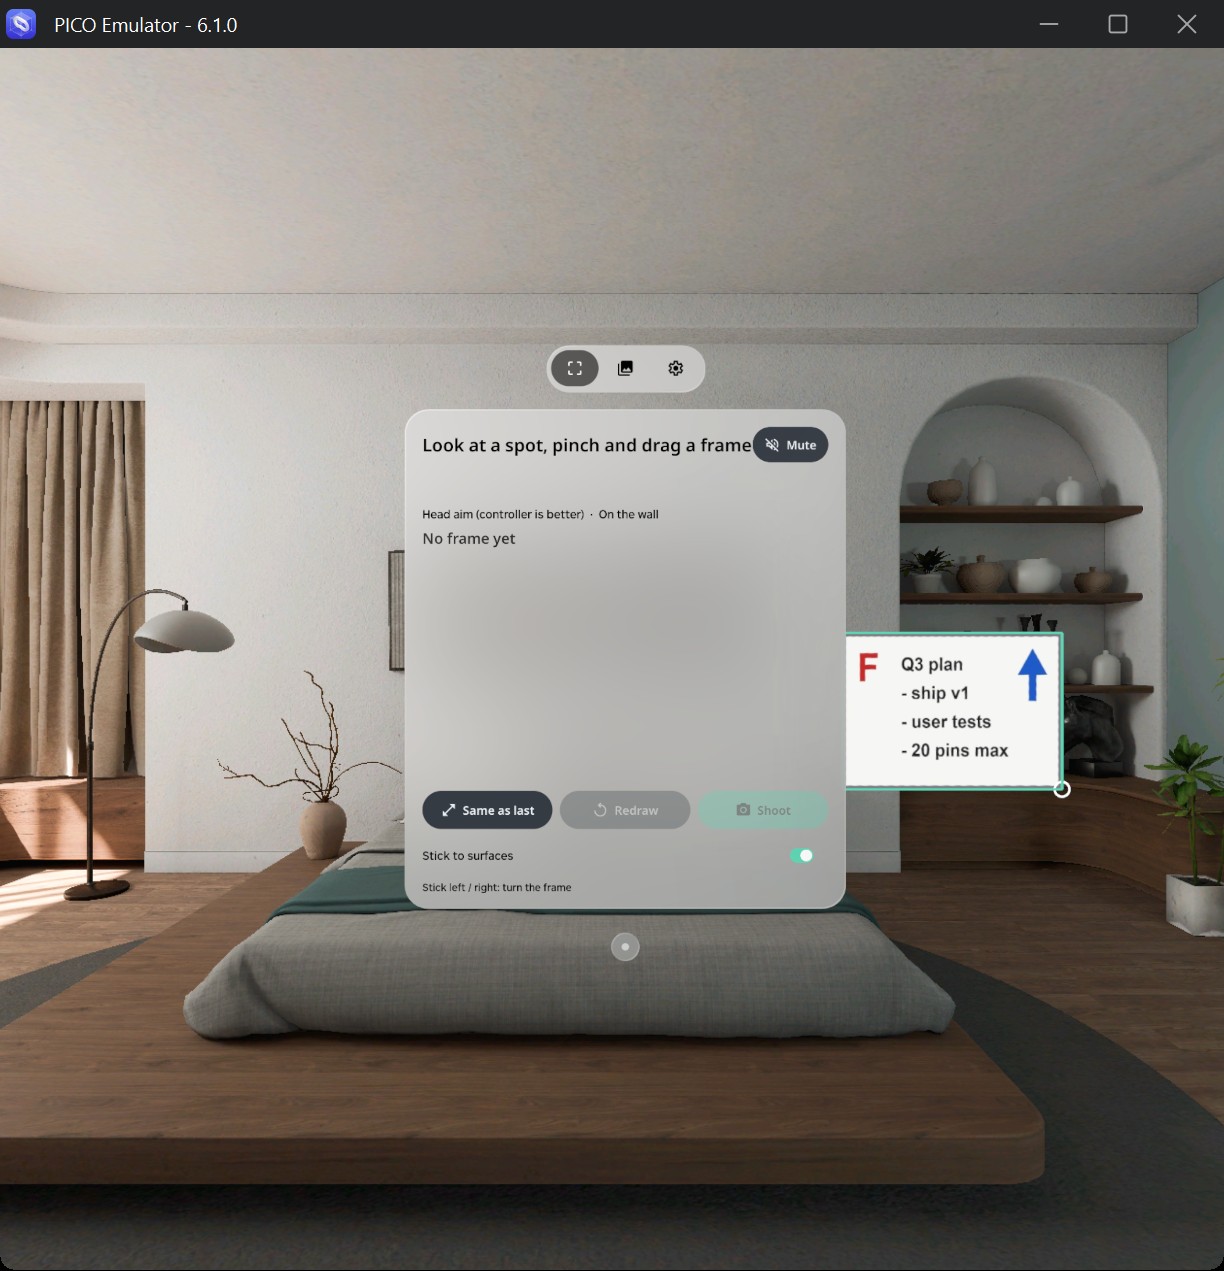 PICO Emulator - 6.1.0
Look at a spot, pinch and drag a frame
Mute
Head aim (controller is better) · On the wall
No frame yet
F
Q3 plan
- ship v1
- user tests
- 20 pins max
Same as last
Redraw
Shoot
Stick to surfaces
Stick left / right: turn the frame